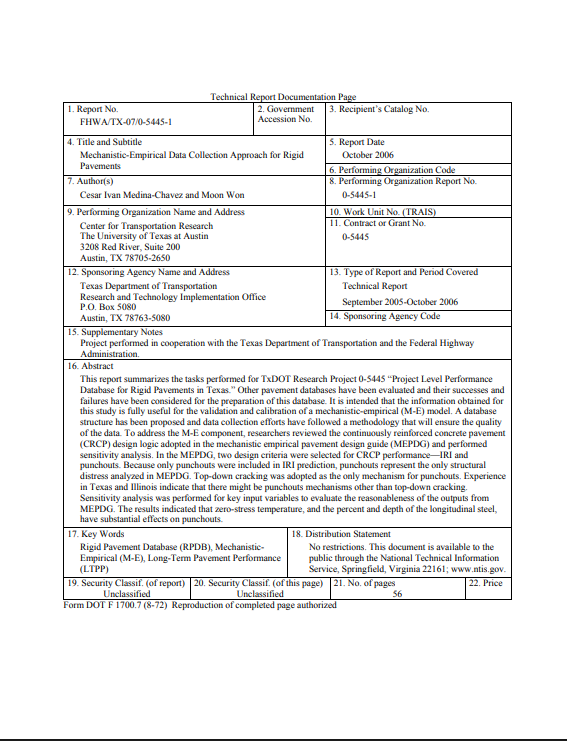 Technical Report Documentation Page
1. Report No.
FHWA/TX-07/0-5445-1
2. Government
Accession No.
3. Recipient's Catalog No.
4. Title and Subtitle
Mechanistic-Empirical Data Collection Approach for Rigid
Pavements
5. Report Date
October 2006
6. Performing Organization Code
7. Author(s)
Cesar Ivan Medina-Chavez and Moon Won
8. Performing Organization Report No.
0-5445-1
9. Performing Organization Name and Address
Center for Transportation Research
The University of Texas at Austin
3208 Red River, Suite 200
Austin, TX 78705-2650
10. Work Unit No. (TRAIS)
11. Contract or Grant No.
0-5445
12. Sponsoring Agency Name and Address
Texas Department of Transportation
Research and Technology Implementation Office
P.O. Box 5080
Austin, TX 78763-5080
13. Type of Report and Period Covered
Technical Report
September 2005-October 2006
14. Sponsoring Agency Code
15. Supplementary Notes
Project performed in cooperation with the Texas Department of Transportation and the Federal Highway
Administration.
16. Abstract
This report summarizes the tasks performed for TxDOT Research Project 0-5445 “Project Level Performance
Database for Rigid Pavements in Texas.” Other pavement databases have been evaluated and their successes and
failures have been considered for the preparation of this database. It is intended that the information obtained for
this study is fully useful for the validation and calibration of a mechanistic-empirical (M-E) model. A database
structure has been proposed and data collection efforts have followed a methodology that will ensure the quality
of the data. To address the M-E component, researchers reviewed the continuously reinforced concrete pavement
(CRCP) design logic adopted in the mechanistic empirical pavement design guide (MEPDG) and performed
sensitivity analysis. In the MEPDG, two design criteria were selected for CRCP performance—IRI and
punchouts. Because only punchouts were included in IRI prediction, punchouts represent the only structural
distress analyzed in MEPDG. Top-down cracking was adopted as the only mechanism for punchouts. Experience
in Texas and Illinois indicate that there might be punchouts mechanisms other than top-down cracking.
Sensitivity analysis was performed for key input variables to evaluate the reasonableness of the outputs from
MEPDG. The results indicated that zero-stress temperature, and the percent and depth of the longitudinal steel,
have substantial effects on punchouts.
17. Key Words
Rigid Pavement Database (RPDB), Mechanistic-
Empirical (M-E), Long-Term Pavement Performance
(LTPP)
18. Distribution Statement
No restrictions. This document is available to the
public through the National Technical Information
Service, Springfield, Virginia 22161; www.ntis.gov.
19. Security Classif. (of report)
Unclassified
20. Security Classif. (of this page)
Unclassified
21. No. of pages
56
22. Price
Form DOT F 1700.7 (8-72) Reproduction of completed page authorized